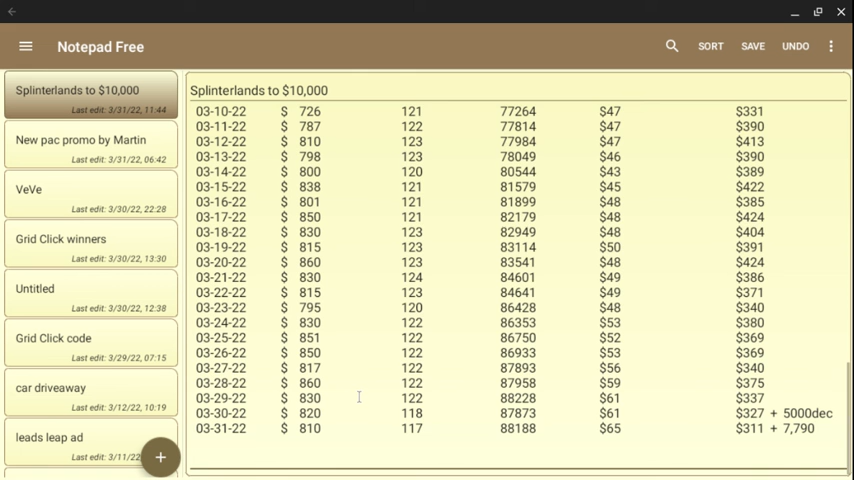 Notepad Free
SORT SAVE UNDO
Splinterlands to $10,000
Last edit: 3/31/22, 11:44
New pac promo by Martin
Last edit: 3/31/22, 06:42
VeVe
Last edit: 3/30/22, 22:28
Grid Click winners
Last edit: 3/30/22, 13:30
Untitled
Last edit: 3/30/22, 12:38
Grid Click code
Last edit: 3/29/22, 07:15
car driveaway
Last edit: 3/12/22, 10:19
leads leap ad
Last edit: 3/11/22
Splinterlands to $10,000
03-10-22 $ 726 121 77264 $47 $331
03-11-22 $ 787 122 77814 $47 $390
03-12-22 $ 810 123 77984 $47 $413
03-13-22 $ 798 123 78049 $46 $390
03-14-22 $ 800 120 80544 $43 $389
03-15-22 $ 838 121 81579 $45 $422
03-16-22 $ 801 121 81899 $48 $385
03-17-22 $ 850 121 82179 $48 $424
03-18-22 $ 830 123 82949 $48 $404
03-19-22 $ 815 123 83114 $50 $391
03-20-22 $ 860 123 83541 $48 $424
03-21-22 $ 830 124 84601 $49 $386
03-22-22 $ 815 123 84641 $49 $371
03-23-22 $ 795 120 86428 $48 $340
03-24-22 $ 830 122 86353 $53 $380
03-25-22 $ 851 122 86750 $52 $369
03-26-22 $ 850 122 86933 $53 $369
03-27-22 $ 817 122 87893 $56 $340
03-28-22 $ 860 122 87958 $59 $375
03-29-22 $ 830 122 88228 $61 $337
03-30-22 $ 820 118 87873 $61 $327 + 5000dec
03-31-22 $ 810 117 88188 $65 $311 + 7,790